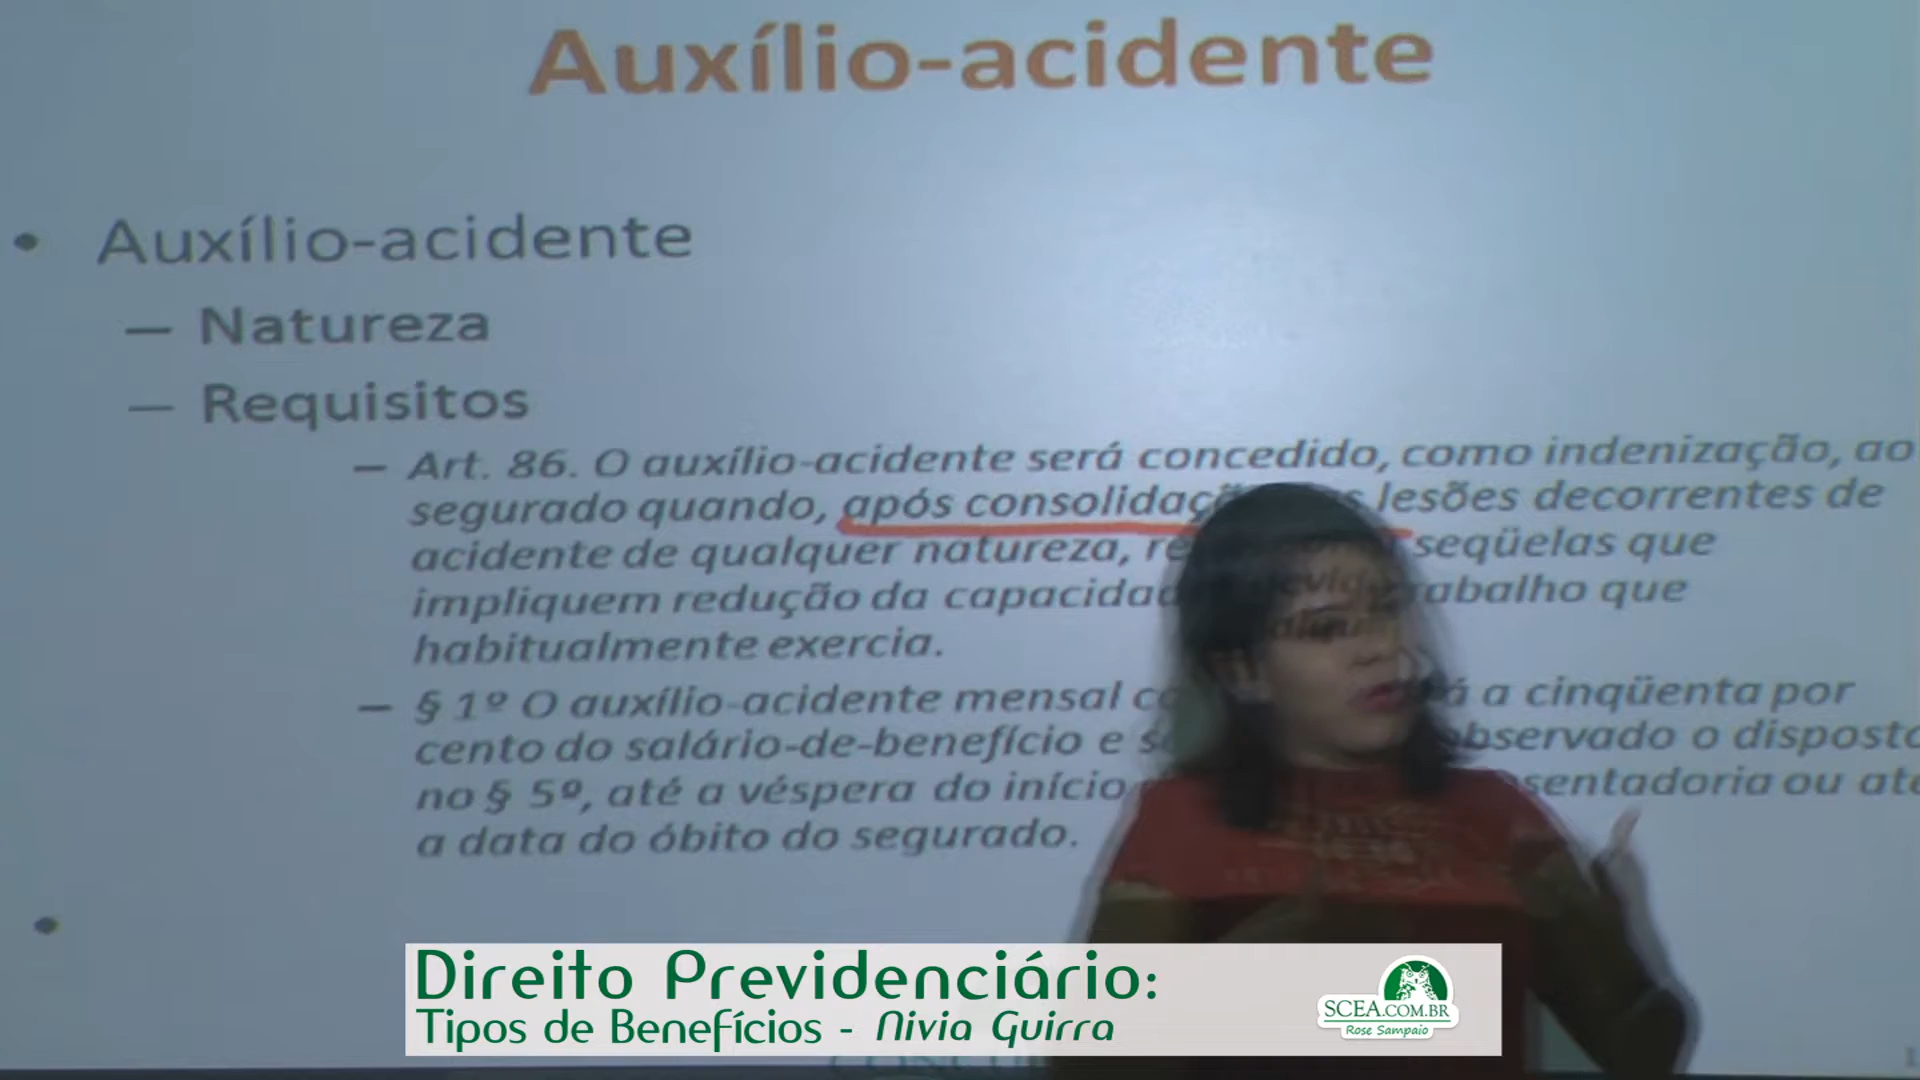 Auxílio-acidente
• Auxílio-acidente
— Natureza
— Requisitos
— Art. 86. O auxílio-acidente será concedido, como indenização, ao
segurado quando, após consolidaç lesões decorrentes de
acidente de qualquer natureza, seqüelas que
impliquem redução da trabalho que
habitualmente exercia.
— § 1º O auxílio-acidente mensal a cinqüenta por
cento do salário-de-benefício e observado o disposto
no § 5º, até a véspera do início ou até
a data do óbito do segurado.
Direito Previdenciário:
Tipos de Benefícios - Nivia Guirra
SCEA.COM.BR
Rose Sampaio